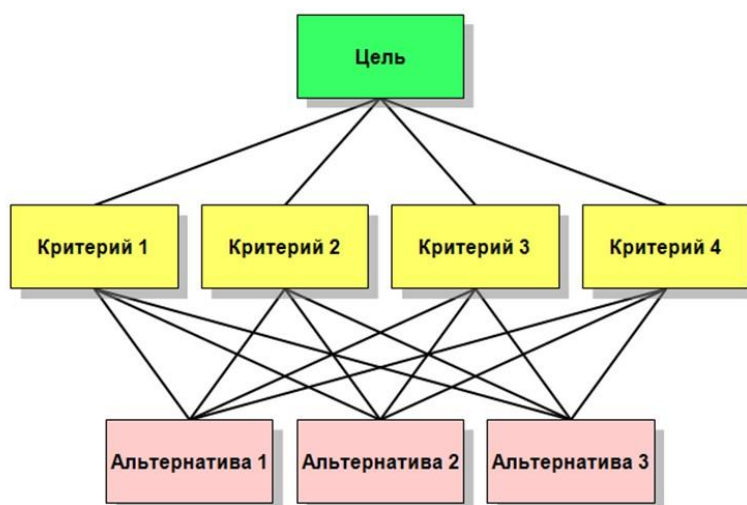 Цель
Критерий 1
Критерий 2
Критерий 3
Критерий 4
Альтернатива 1
Альтернатива 2
Альтернатива 3